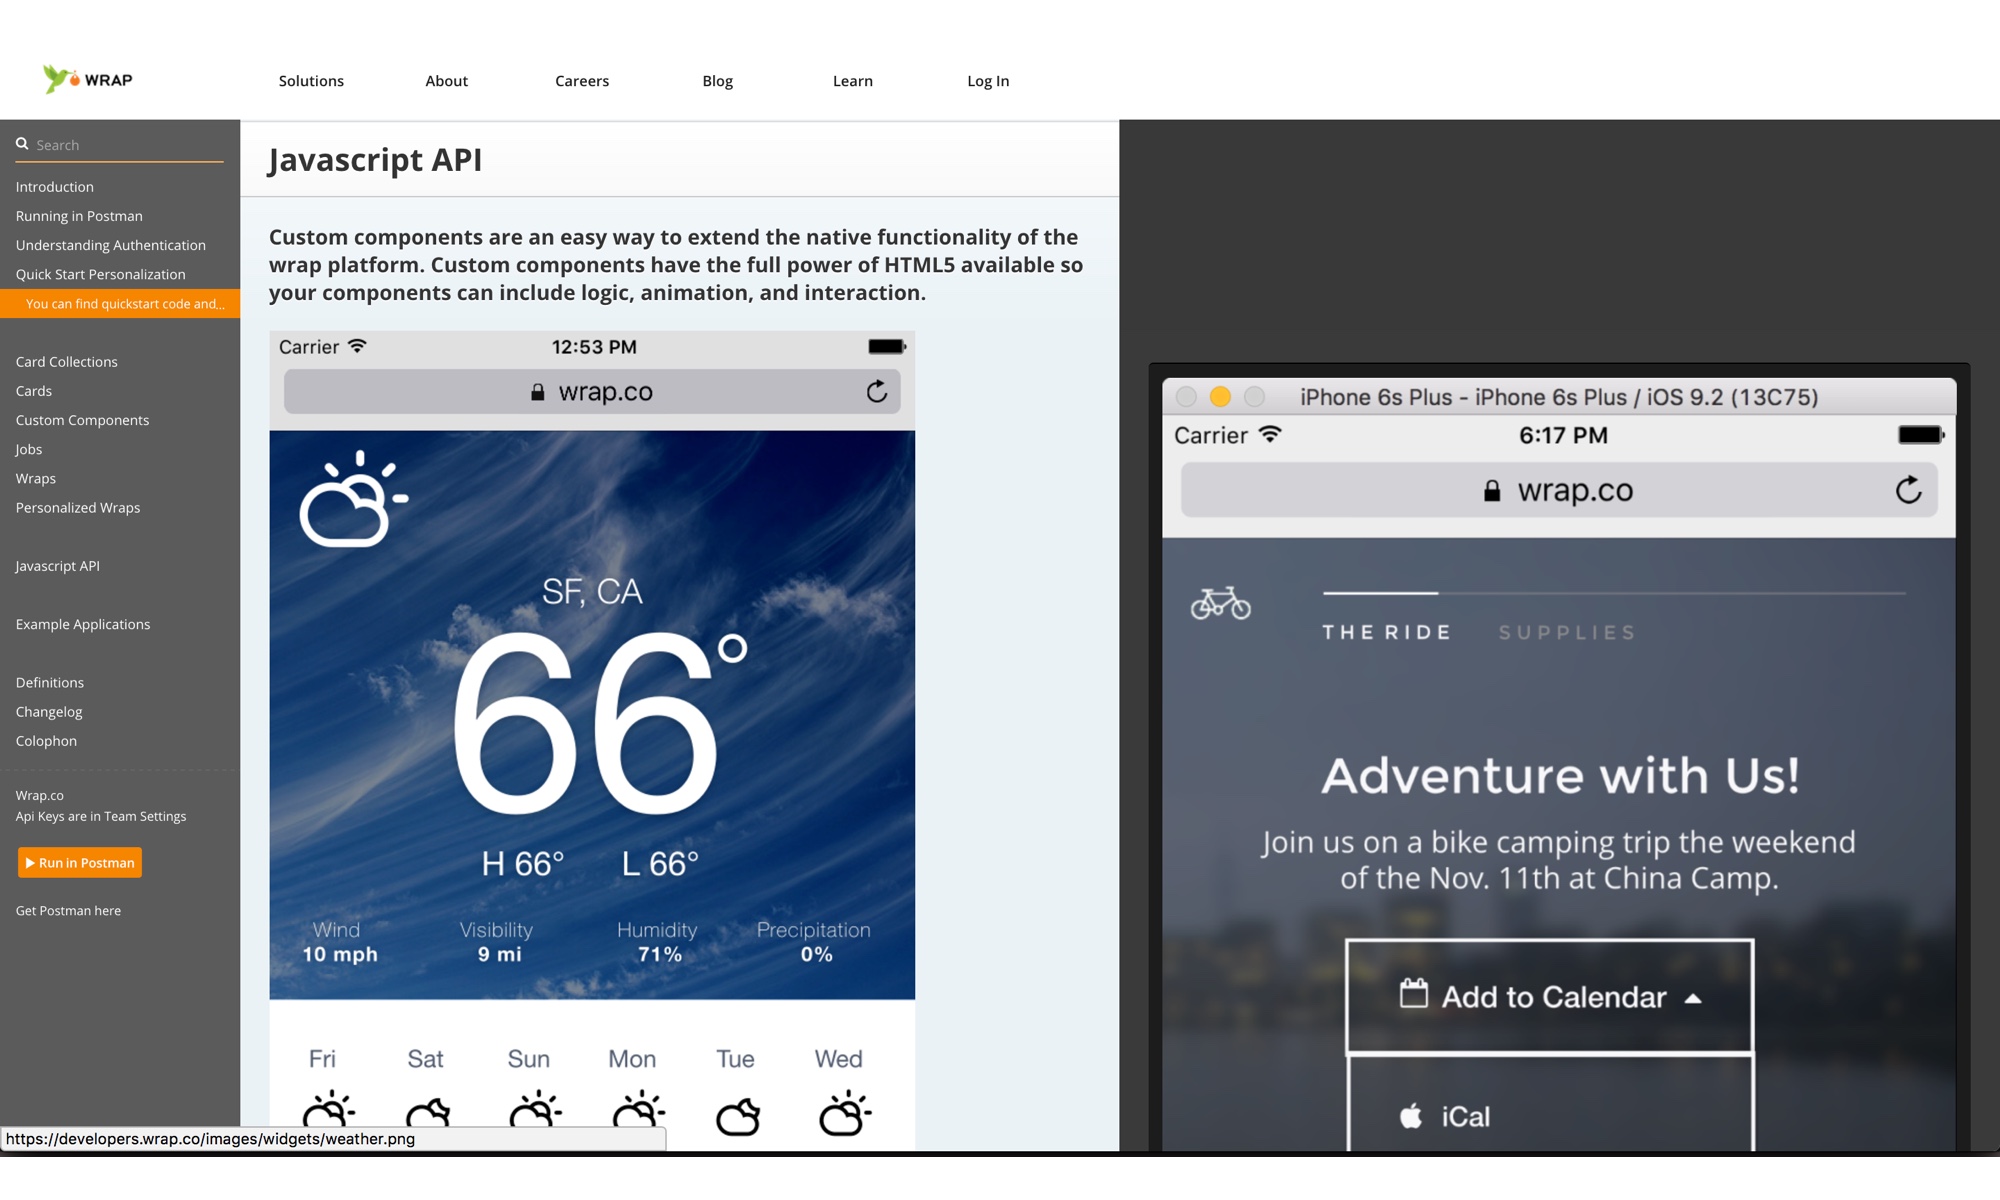 WRAP
Solutions
About
Careers
Blog
Learn
Log In
Search
Introduction
Running in Postman
Understanding Authentication
Quick Start Personalization
You can find quickstart code and...
Card Collections
Cards
Custom Components
Jobs
Wraps
Personalized Wraps
Javascript API
Example Applications
Definitions
Changelog
Colophon
Wrap.co
Api Keys are in Team Settings
Run in Postman
Get Postman here
https://developers.wrap.co/images/widgets/weather.png
Javascript API
Custom components are an easy way to extend the native functionality of the
wrap platform. Custom components have the full power of HTML5 available so
your components can include logic, animation, and interaction.
Carrier 12:53 PM
wrap.co
SF, CA
66°
H 66° L 66°
Wind Visibility Humidity Precipitation
10 mph 9 mi 71% 0%
Fri Sat Sun Mon Tue Wed
iPhone 6s Plus - iPhone 6s Plus / iOS 9.2 (13C75)
Carrier 6:17 PM
wrap.co
THE RIDE SUPPLIES
Adventure with Us!
Join us on a bike camping trip the weekend
of the Nov. 11th at China Camp.
Add to Calendar
iCal